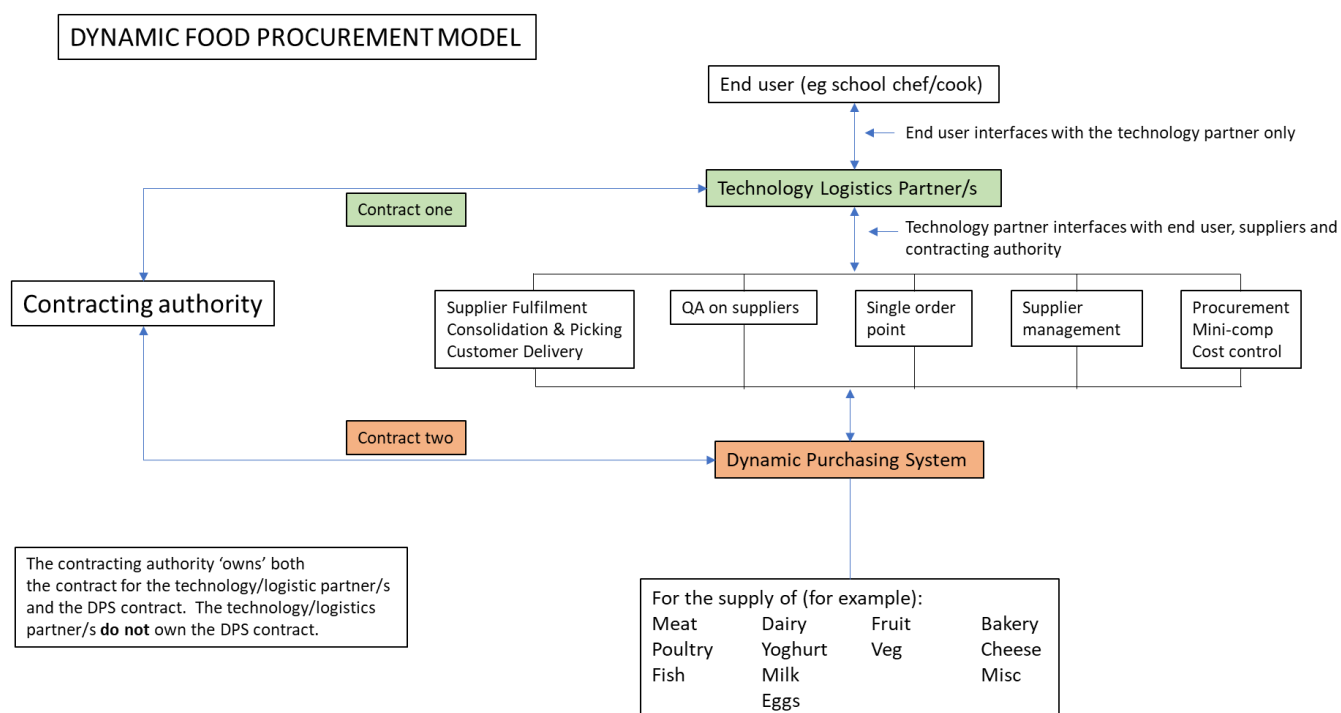 DYNAMIC FOOD PROCUREMENT MODEL
End user (eg school chef/cook)
End user interfaces with the technology partner only
Technology Logistics Partner/s
Contract one
Technology partner interfaces with end user, suppliers and
contracting authority
Contracting authority
Supplier Fulfilment
Consolidation & Picking
Customer Delivery
QA on suppliers
Single order
point
Supplier
management
Procurement
Mini-comp
Cost control
Contract two
Dynamic Purchasing System
The contracting authority ‘owns’ both
the contract for the technology/logistic partner/s
and the DPS contract. The technology/logistics
partner/s do not own the DPS contract.
For the supply of (for example):
Meat Dairy Fruit Bakery
Poultry Yoghurt Veg Cheese
Fish Milk Misc
Eggs